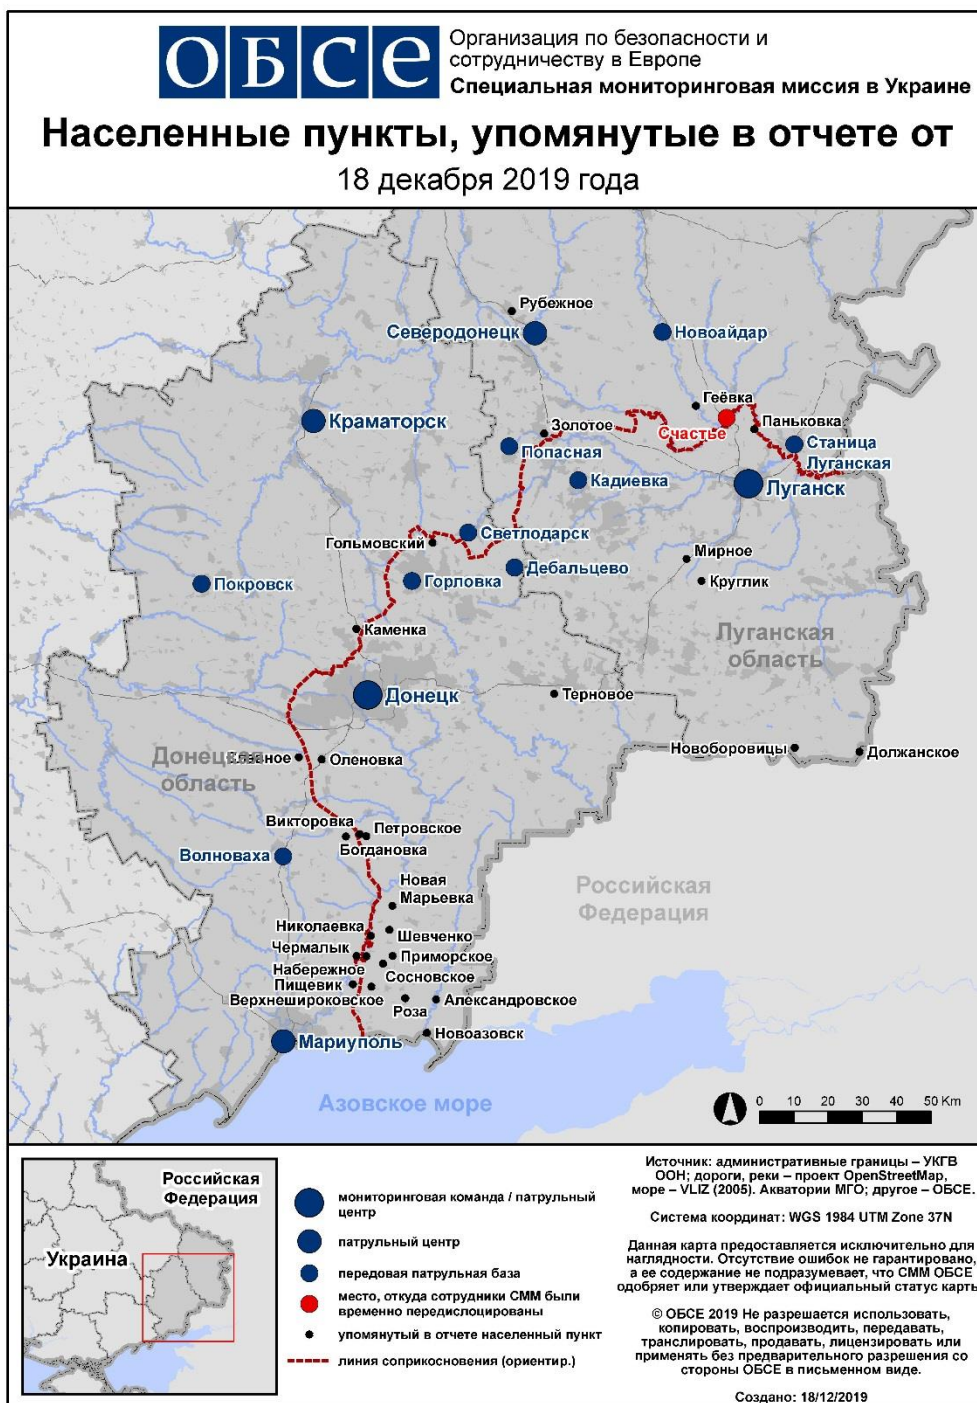 ОБСЕ
Организация по безопасности и
сотрудничеству в Европе
Специальная мониторинговая миссия в Украине
Населенные пункты, упомянутые в отчете от
18 декабря 2019 года
Рубежное
Северодонецк
Новоайдар
Геёвка
Краматорск
Счастье
Паньковка
Золотое
Станица
Луганская
Попасная
Кадиевка
Луганск
Светлодарск
Гольмовский
Мирное
Дебальцево
Круглик
Покровск
Горловка
Каменка
Луганская
область
Донецк
Терновое
Новоборовицы
Должанское
Донецкая
область
Оленовка
Викторовка
Петровское
Богдановка
Волноваха
Новая
Марьевка
Российская
Федерация
Николаевка
Шевченко
Чермалык
Приморское
Набережное
Сосновское
Пищевик
Верхнешироковское
Роза
Александровское
Новоазовск
Мариуполь
Азовское море
0 10 20 30 40 50 Km
Российская
Федерация
Украина
мониторинговая команда / патрульный
центр
патрульный центр
передовая патрульная база
место, откуда сотрудники СММ были
временно передислоцированы
упомянутый в отчете населенный пункт
линия соприкосновения (ориентир.)
Источник: административные границы – УКГВ
ООН; дороги, реки – проект OpenStreetMap,
море – VLIZ (2005). Акватории МГО; другое – ОБСЕ.
Система координат: WGS 1984 UTM Zone 37N
Данная карта предоставляется исключительно для
наглядности. Отсутствие ошибок не гарантировано,
а ее содержание не подразумевает, что СММ ОБСЕ
одобряет или утверждает официальный статус карты
© ОБСЕ 2019 Не разрешается использовать,
копировать, воспроизводить, передавать,
транслировать, продавать, лицензировать или
применять без предварительного разрешения со
стороны ОБСЕ в письменном виде.
Создано: 18/12/2019